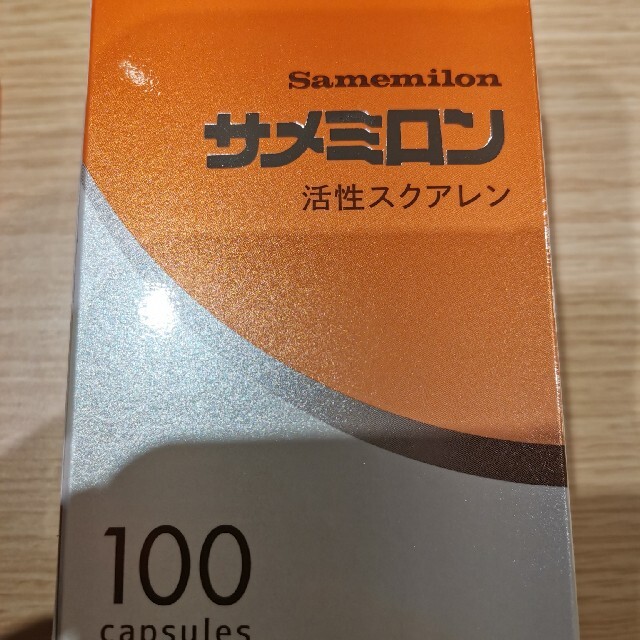 Samemilon
サメミロン
活性スクアレン
100
capsules